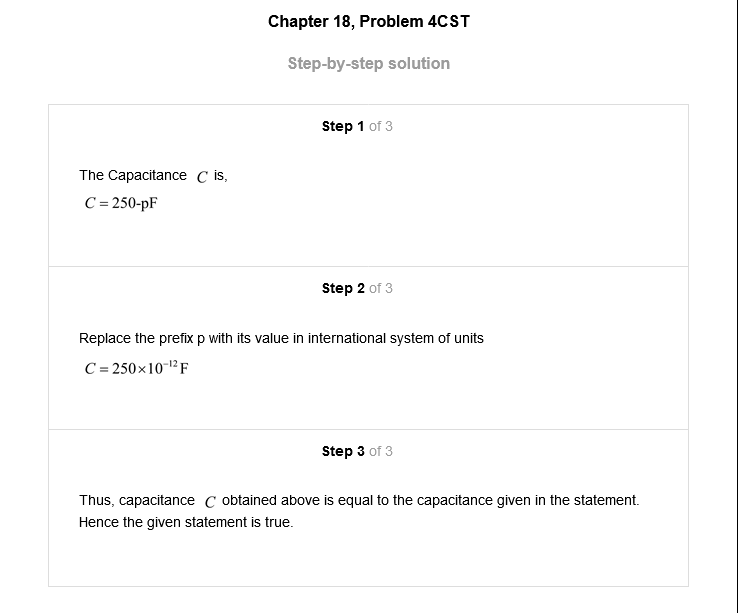 Chapter 18, Problem 4CST
Step-by-step solution
Step 1 of 3
The Capacitance C is,
C = 250-pF
Step 2 of 3
Replace the prefix p with its value in international system of units
C = 250×10⁻¹² F
Step 3 of 3
Thus, capacitance C obtained above is equal to the capacitance given in the statement.
Hence the given statement is true.